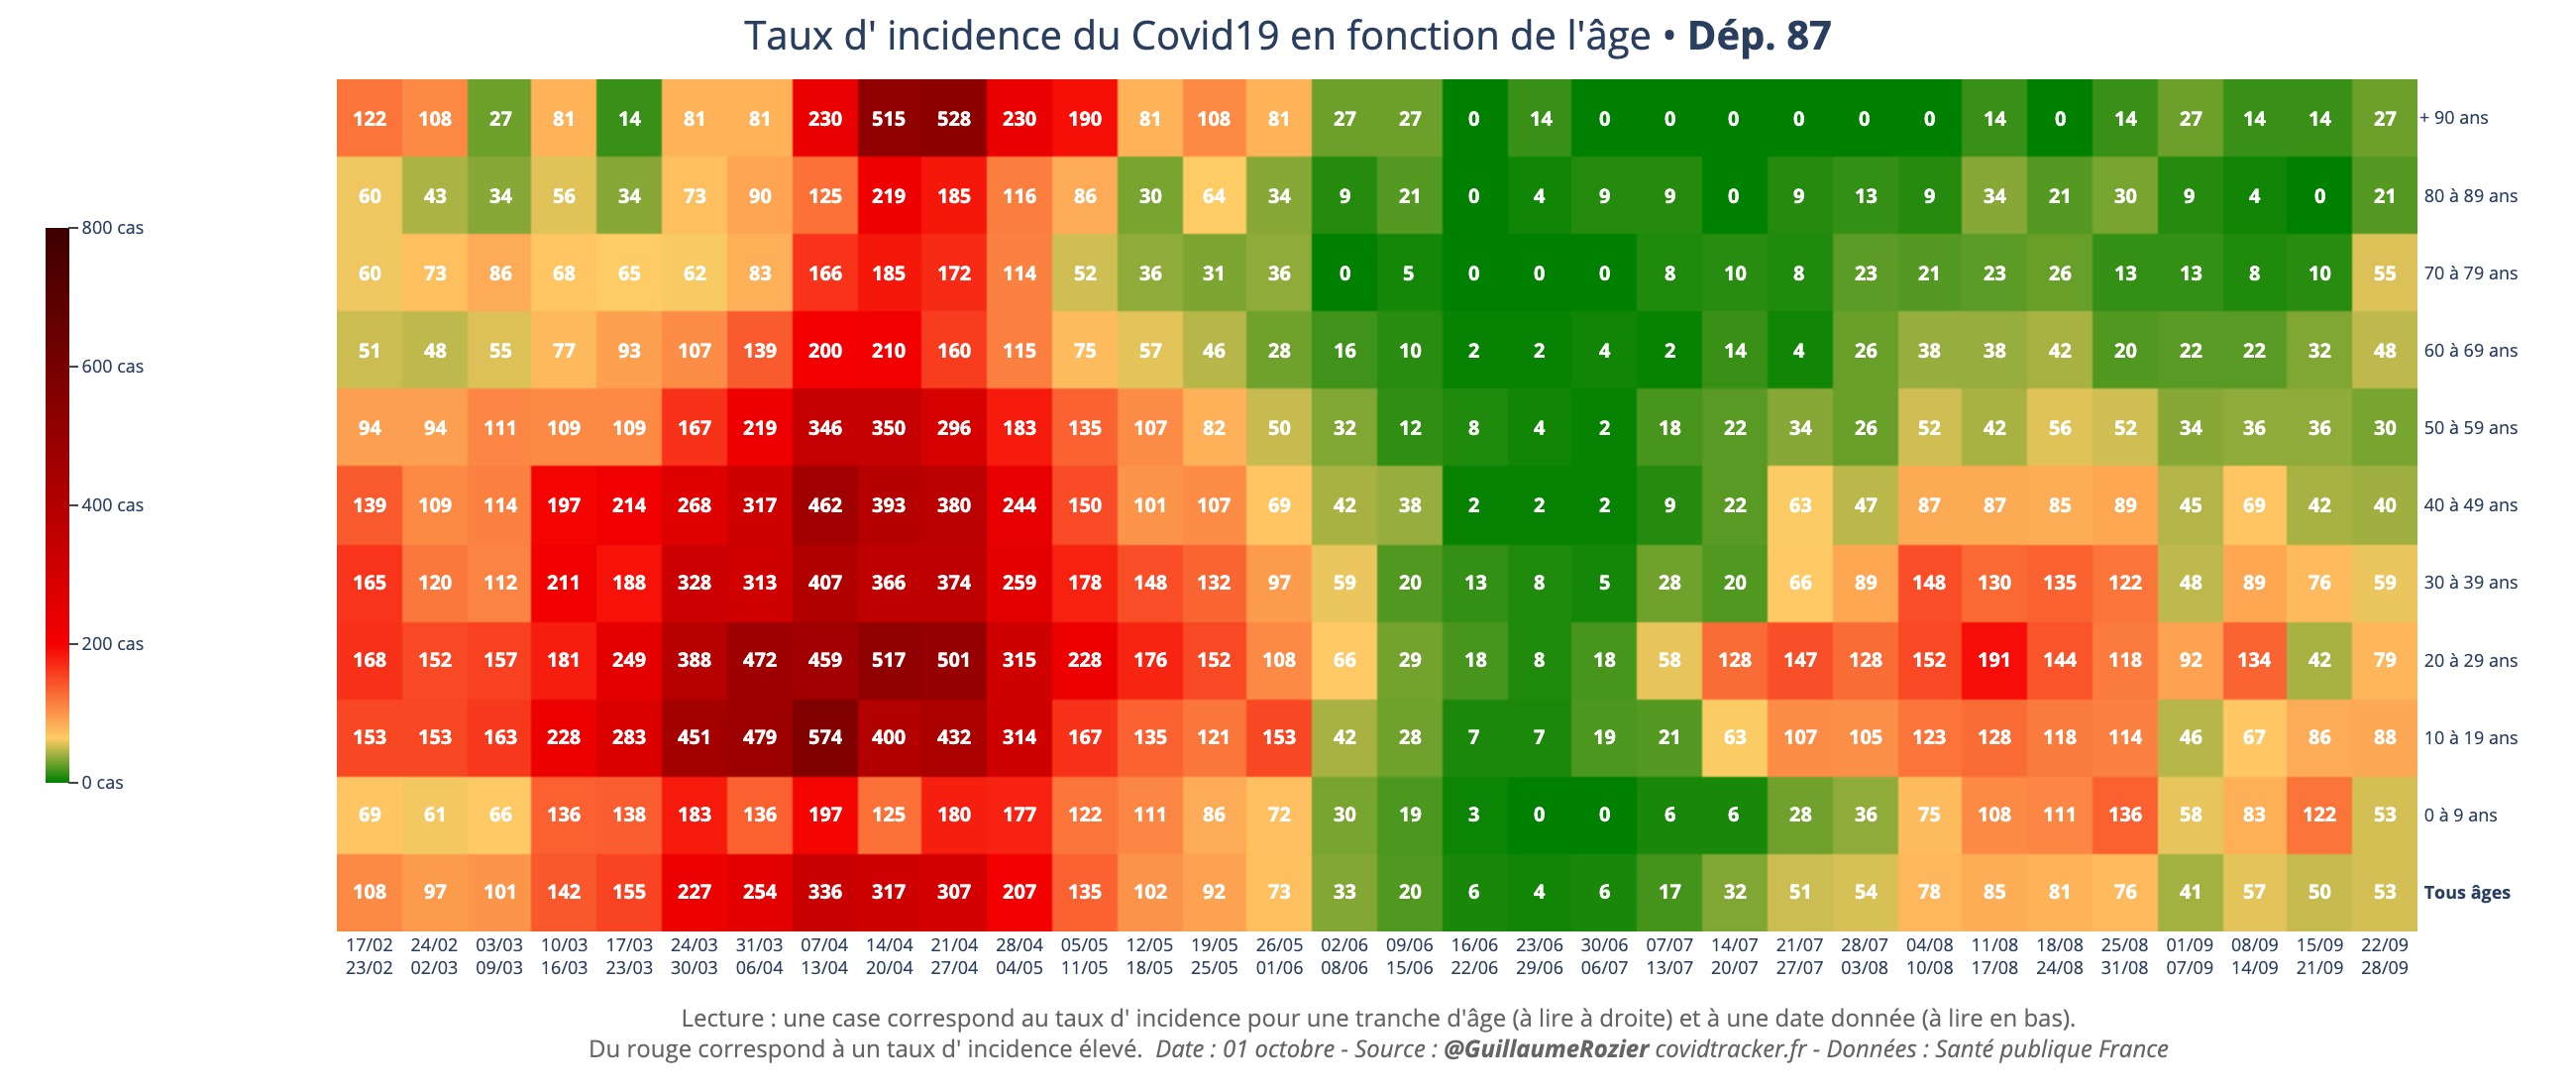 Taux d' incidence du Covid19 en fonction de l'âge • Dép. 87
800 cas
600 cas
400 cas
200 cas
0 cas
122 108 27 81 14 81 81 230 515 528 230 190 81 108 81 27 27 0 14 0 0 0 0 0 0 14 0 14 27 14 14 27 + 90 ans
60 43 34 56 34 73 90 125 219 185 116 86 30 64 34 9 21 0 4 9 9 0 9 13 9 34 21 30 9 4 0 21 80 à 89 ans
60 73 86 68 65 62 83 166 185 172 114 52 36 31 36 0 5 0 0 0 8 10 8 23 21 23 26 13 13 8 10 55 70 à 79 ans
51 48 55 77 93 107 139 200 210 160 115 75 57 46 28 16 10 2 2 4 2 14 4 26 38 38 42 20 22 22 32 48 60 à 69 ans
94 94 111 109 109 167 219 346 350 296 183 135 107 82 50 32 12 8 4 2 18 22 34 26 52 42 56 52 34 36 36 30 50 à 59 ans
139 109 114 197 214 268 317 462 393 380 244 150 101 107 69 42 38 2 2 2 9 22 63 47 87 87 85 89 45 69 42 40 40 à 49 ans
165 120 112 211 188 328 313 407 366 374 259 178 148 132 97 59 20 13 8 5 28 20 66 89 148 130 135 122 48 89 76 59 30 à 39 ans
168 152 157 181 249 388 472 459 517 501 315 228 176 152 108 66 29 18 8 18 58 128 147 128 152 191 144 118 92 134 42 79 20 à 29 ans
153 153 163 228 283 451 479 574 400 432 314 167 135 121 153 42 28 7 7 19 21 63 107 105 123 128 118 114 46 67 86 88 10 à 19 ans
69 61 66 136 138 183 136 197 125 180 177 122 111 86 72 30 19 3 0 0 6 6 28 36 75 108 111 136 58 83 122 53 0 à 9 ans
108 97 101 142 155 227 254 336 317 307 207 135 102 92 73 33 20 6 4 6 17 32 51 54 78 85 81 76 41 57 50 53 Tous âges
17/02 24/02 03/03 10/03 17/03 24/03 31/03 07/04 14/04 21/04 28/04 05/05 12/05 19/05 26/05 02/06 09/06 16/06 23/06 30/06 07/07 14/07 21/07 28/07 04/08 11/08 18/08 25/08 01/09 08/09 15/09 22/09
23/02 02/03 09/03 16/03 23/03 30/03 06/04 13/04 20/04 27/04 04/05 11/05 18/05 25/05 01/06 08/06 15/06 22/06 29/06 06/07 13/07 20/07 27/07 03/08 10/08 17/08 24/08 31/08 07/09 14/09 21/09 28/09
Lecture : une case correspond au taux d' incidence pour une tranche d'âge (à lire à droite) et à une date donnée (à lire en bas).
Du rouge correspond à un taux d' incidence élevé. Date : 01 octobre - Source : @GuillaumeRozier covidtracker.fr - Données : Santé publique France